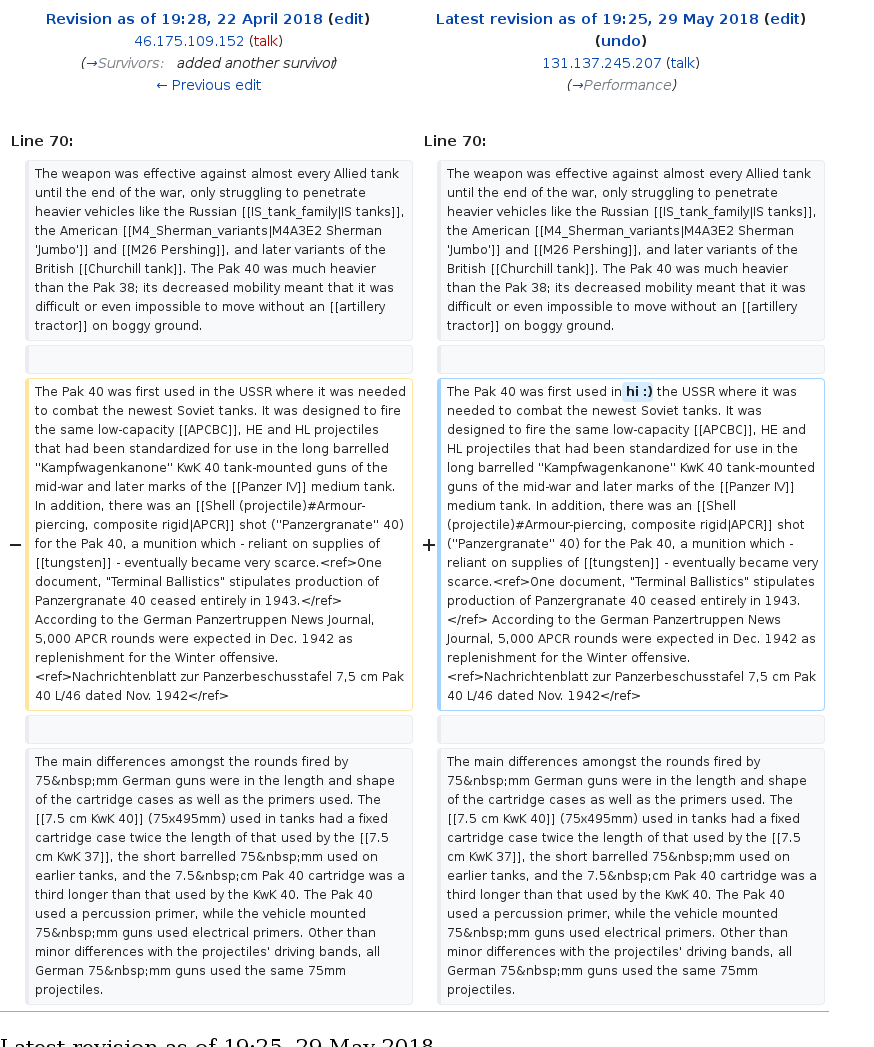 Revision as of 19:28, 22 April 2018 (edit)
46.175.109.152 (talk)
(→Survivors: added another survivor)
← Previous edit
Latest revision as of 19:25, 29 May 2018 (edit)
(undo)
131.137.245.207 (talk)
(→Performance)
Line 70:
The weapon was effective against almost every Allied tank
until the end of the war, only struggling to penetrate
heavier vehicles like the Russian [[IS_tank_family|IS tanks]],
the American [[M4_Sherman_variants|M4A3E2 Sherman
'Jumbo']] and [[M26 Pershing]], and later variants of the
British [[Churchill tank]]. The Pak 40 was much heavier
than the Pak 38; its decreased mobility meant that it was
difficult or even impossible to move without an [[artillery
tractor]] on boggy ground.
− The Pak 40 was first used in the USSR where it was needed
to combat the newest Soviet tanks. It was designed to fire
the same low-capacity [[APCBC]], HE and HL projectiles
that had been standardized for use in the long barrelled
''Kampfwagenkanone'' KwK 40 tank-mounted guns of the
mid-war and later marks of the [[Panzer IV]] medium tank.
In addition, there was an [[Shell (projectile)#Armour-
piercing, composite rigid|APCR]] shot (''Panzergranate'' 40)
for the Pak 40, a munition which - reliant on supplies of
[[tungsten]] - eventually became very scarce.<ref>One
document, "Terminal Ballistics" stipulates production of
Panzergranate 40 ceased entirely in 1943.</ref>
According to the German Panzertruppen News Journal,
5,000 APCR rounds were expected in Dec. 1942 as
replenishment for the Winter offensive.
<ref>Nachrichtenblatt zur Panzerbeschusstafel 7,5 cm Pak
40 L/46 dated Nov. 1942</ref>
The main differences amongst the rounds fired by
75&nbsp;mm German guns were in the length and shape
of the cartridge cases as well as the primers used. The
[[7.5 cm KwK 40]] (75x495mm) used in tanks had a fixed
cartridge case twice the length of that used by the [[7.5
cm KwK 37]], the short barrelled 75&nbsp;mm used on
earlier tanks, and the 7.5&nbsp;cm Pak 40 cartridge was a
third longer than that used by the KwK 40. The Pak 40
used a percussion primer, while the vehicle mounted
75&nbsp;mm guns used electrical primers. Other than
minor differences with the projectiles' driving bands, all
German 75&nbsp;mm guns used the same 75mm
projectiles.
Line 70:
The weapon was effective against almost every Allied tank
until the end of the war, only struggling to penetrate
heavier vehicles like the Russian [[IS_tank_family|IS tanks]],
the American [[M4_Sherman_variants|M4A3E2 Sherman
'Jumbo']] and [[M26 Pershing]], and later variants of the
British [[Churchill tank]]. The Pak 40 was much heavier
than the Pak 38; its decreased mobility meant that it was
difficult or even impossible to move without an [[artillery
tractor]] on boggy ground.
+ The Pak 40 was first used in hi :) the USSR where it was
needed to combat the newest Soviet tanks. It was
designed to fire the same low-capacity [[APCBC]], HE and
HL projectiles that had been standardized for use in the
long barrelled ''Kampfwagenkanone'' KwK 40 tank-mounted
guns of the mid-war and later marks of the [[Panzer IV]]
medium tank. In addition, there was an [[Shell
(projectile)#Armour-piercing, composite rigid|APCR]] shot
(''Panzergranate'' 40) for the Pak 40, a munition which -
reliant on supplies of [[tungsten]] - eventually became very
scarce.<ref>One document, "Terminal Ballistics" stipulates
production of Panzergranate 40 ceased entirely in 1943.
</ref> According to the German Panzertruppen News
Journal, 5,000 APCR rounds were expected in Dec. 1942 as
replenishment for the Winter offensive.
<ref>Nachrichtenblatt zur Panzerbeschusstafel 7,5 cm Pak
40 L/46 dated Nov. 1942</ref>
The main differences amongst the rounds fired by
75&nbsp;mm German guns were in the length and shape
of the cartridge cases as well as the primers used. The
[[7.5 cm KwK 40]] (75x495mm) used in tanks had a fixed
cartridge case twice the length of that used by the [[7.5
cm KwK 37]], the short barrelled 75&nbsp;mm used on
earlier tanks, and the 7.5&nbsp;cm Pak 40 cartridge was a
third longer than that used by the KwK 40. The Pak 40
used a percussion primer, while the vehicle mounted
75&nbsp;mm guns used electrical primers. Other than
minor differences with the projectiles' driving bands, all
German 75&nbsp;mm guns used the same 75mm
projectiles.
Latest revision as of 19:25, 29 May 2018